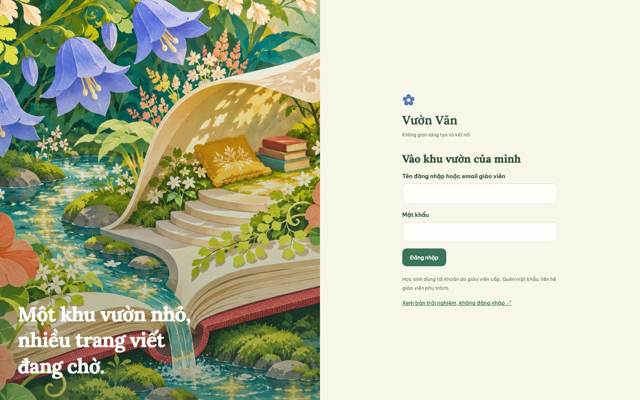 Một khu vườn nhỏ,
nhiều trang viết
đang chờ.
Vườn Văn
Không gian sáng tạo và kết nối
Vào khu vườn của mình
Tên đăng nhập hoặc email giáo viên
Mật khẩu
Đăng nhập
Học sinh dùng tài khoản do giáo viên cấp. Quên mật khẩu: liên hệ
giáo viên phụ trách.
Xem bản trải nghiệm, không đăng nhập ↗